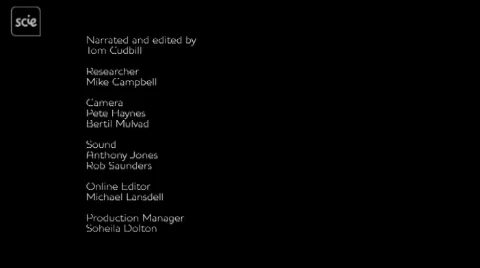 scie
Narrated and edited by
Tom Cudbill
Researcher
Mike Campbell
Camera
Pete Haynes
Bertil Mulvad
Sound
Anthony Jones
Rob Saunders
Online Editor
Michael Lansdell
Production Manager
Soheila Dolton